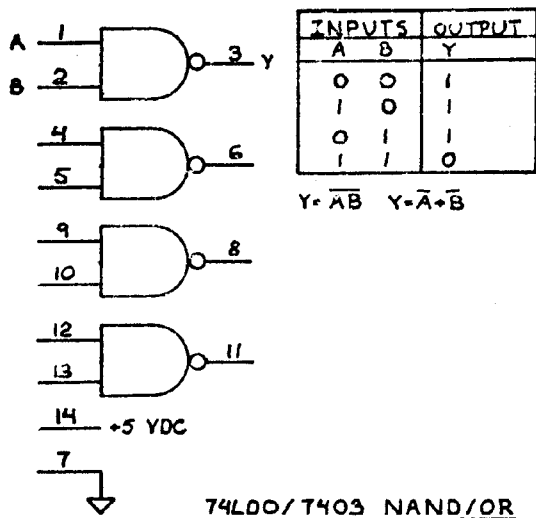 A 1
3 Y
B 2
4
6
5
9
8
10
12
11
13
14 +5 VDC
7
INPUTS OUTPUT
A B Y
0 0 1
1 0 1
0 1 1
1 1 0
Y= A̅B̅ Y=A̅+B̅
74L00/7403 NAND/OR